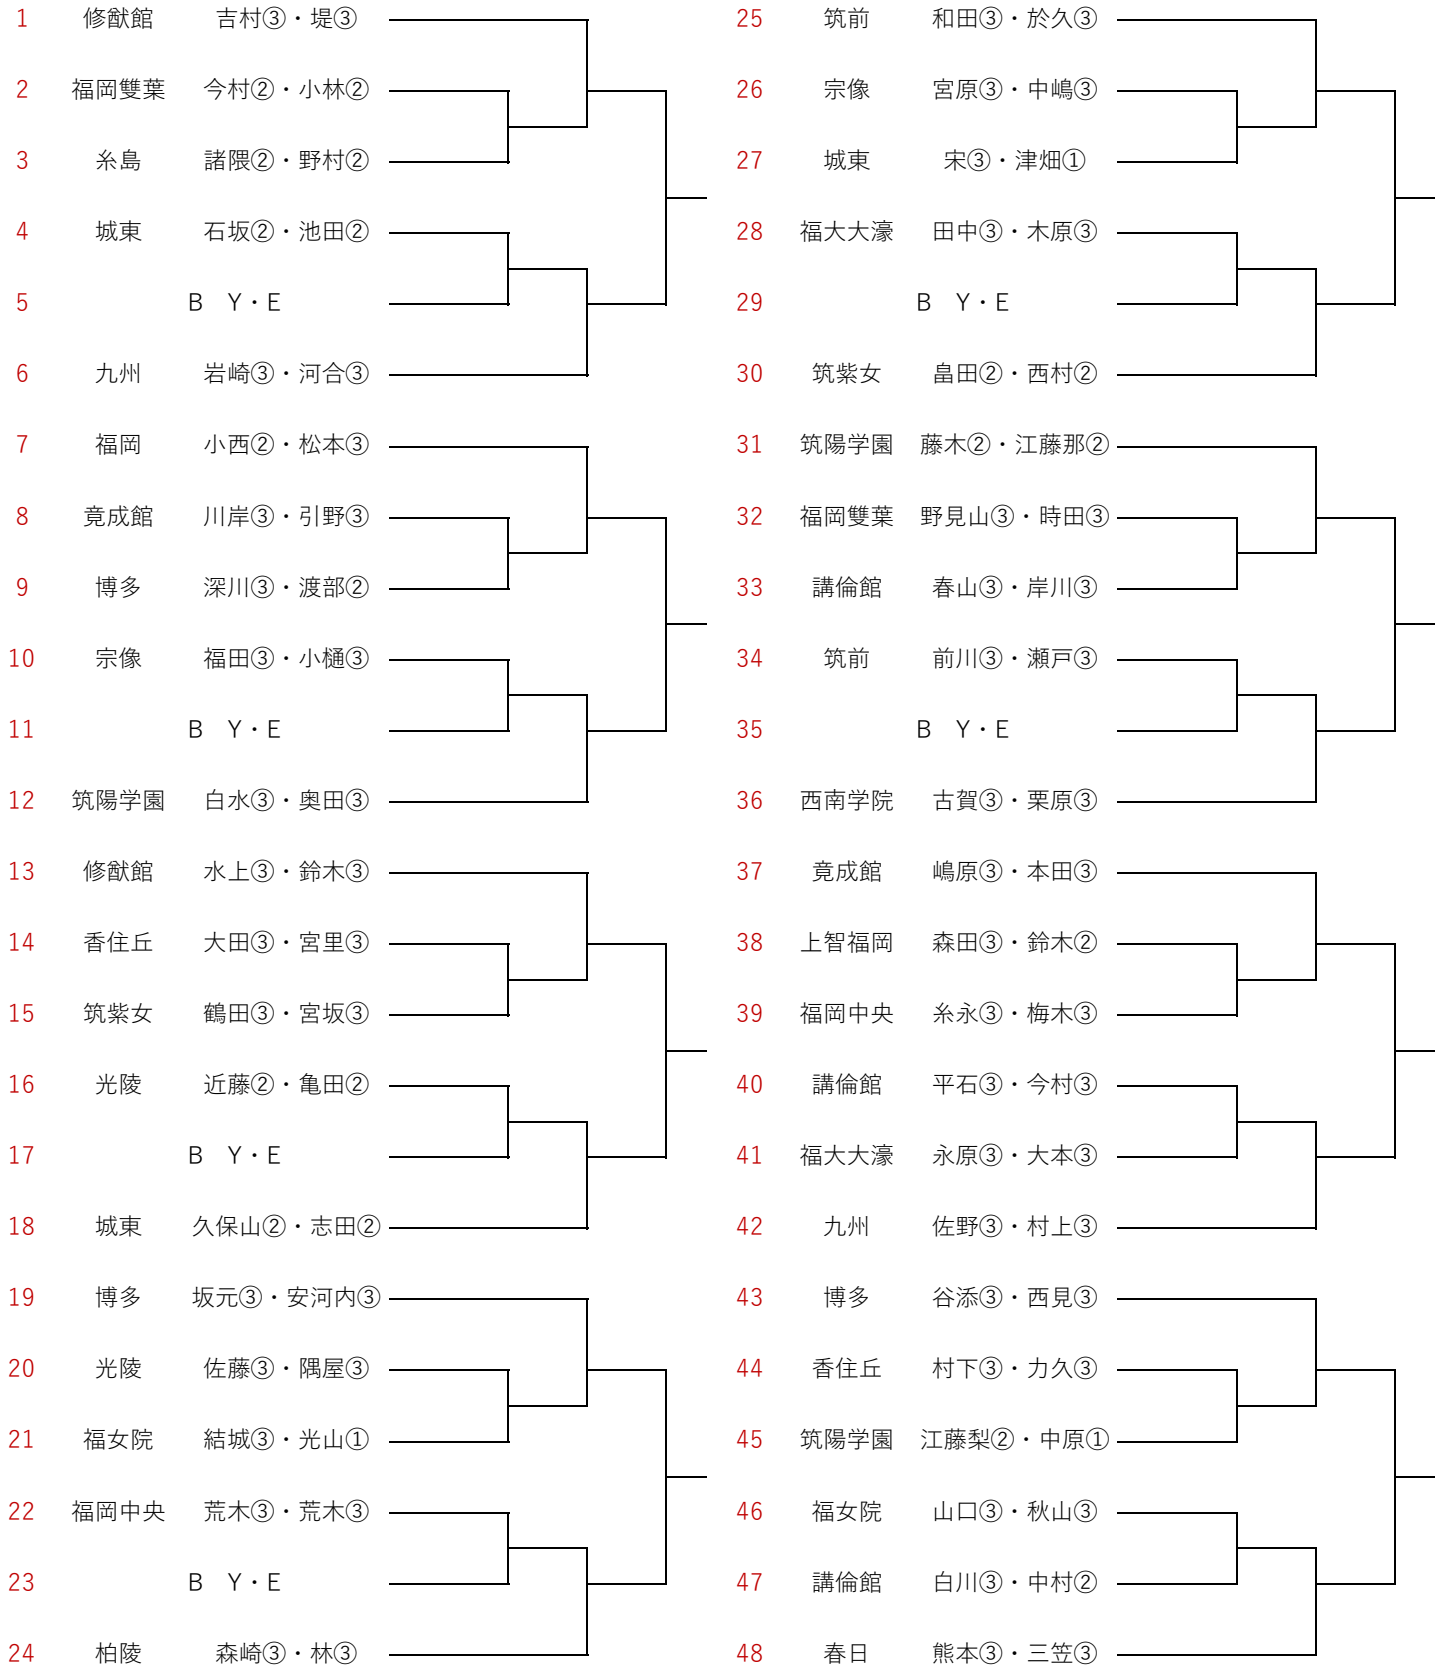 1 修猷館 吉村③・堤③
2 福岡雙葉 今村②・小林②
3 糸島 諸隈②・野村②
4 城東 石坂②・池田②
5 B Y・E
6 九州 岩崎③・河合③
7 福岡 小西②・松本③
8 竟成館 川岸③・引野③
9 博多 深川③・渡部②
10 宗像 福田③・小樋③
11 B Y・E
12 筑陽学園 白水③・奥田③
13 修猷館 水上③・鈴木③
14 香住丘 大田③・宮里③
15 筑紫女 鶴田③・宮坂③
16 光陵 近藤②・亀田②
17 B Y・E
18 城東 久保山②・志田②
19 博多 坂元③・安河内③
20 光陵 佐藤③・隅屋③
21 福女院 結城③・光山①
22 福岡中央 荒木③・荒木③
23 B Y・E
24 柏陵 森崎③・林③
25 筑前 和田③・於久③
26 宗像 宮原③・中嶋③
27 城東 宋③・津畑①
28 福大大濠 田中③・木原③
29 B Y・E
30 筑紫女 畠田②・西村②
31 筑陽学園 藤木②・江藤那②
32 福岡雙葉 野見山③・時田③
33 講倫館 春山③・岸川③
34 筑前 前川③・瀬戸③
35 B Y・E
36 西南学院 古賀③・栗原③
37 竟成館 嶋原③・本田③
38 上智福岡 森田③・鈴木②
39 福岡中央 糸永③・梅木③
40 講倫館 平石③・今村③
41 福大大濠 永原③・大本③
42 九州 佐野③・村上③
43 博多 谷添③・西見③
44 香住丘 村下③・力久③
45 筑陽学園 江藤梨②・中原①
46 福女院 山口③・秋山③
47 講倫館 白川③・中村②
48 春日 熊本③・三笠③